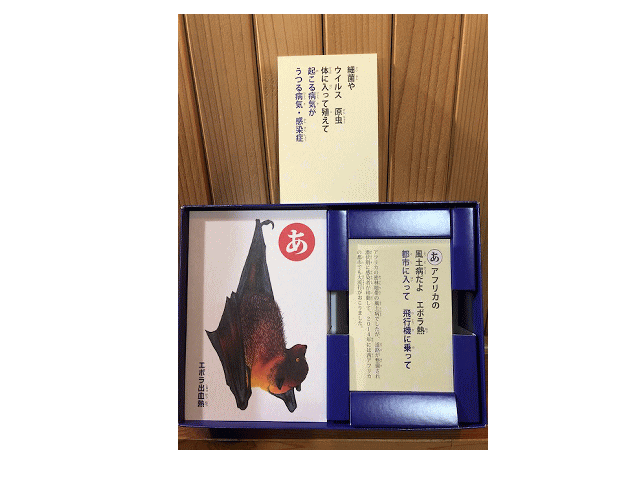 細菌や
ウイルス 原虫
体に入って殖えて
起こる病気が
うつる病気・感染症
あ
エボラ出血熱
あ アフリカの
風土病だよ エボラ熱
都市に入って 飛行機に乗って